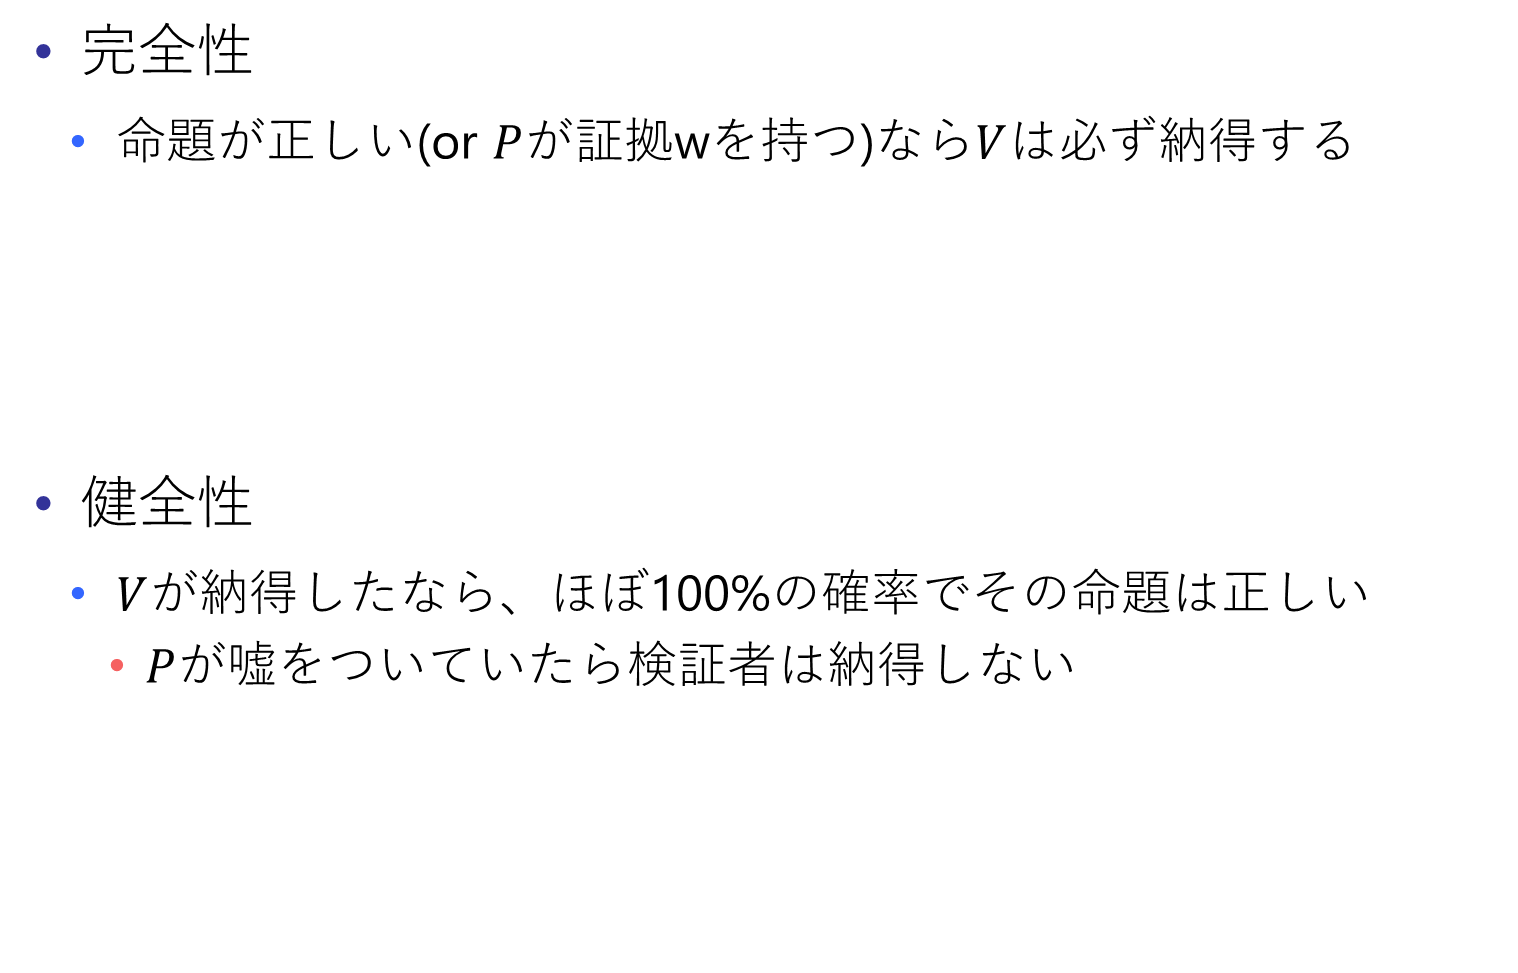 • 完全性
• 命題が正しい(or Pが証拠wを持つ)ならVは必ず納得する
• 健全性
• Vが納得したなら、ほぼ100%の確率でその命題は正しい
• Pが嘘をついていたら検証者は納得しない